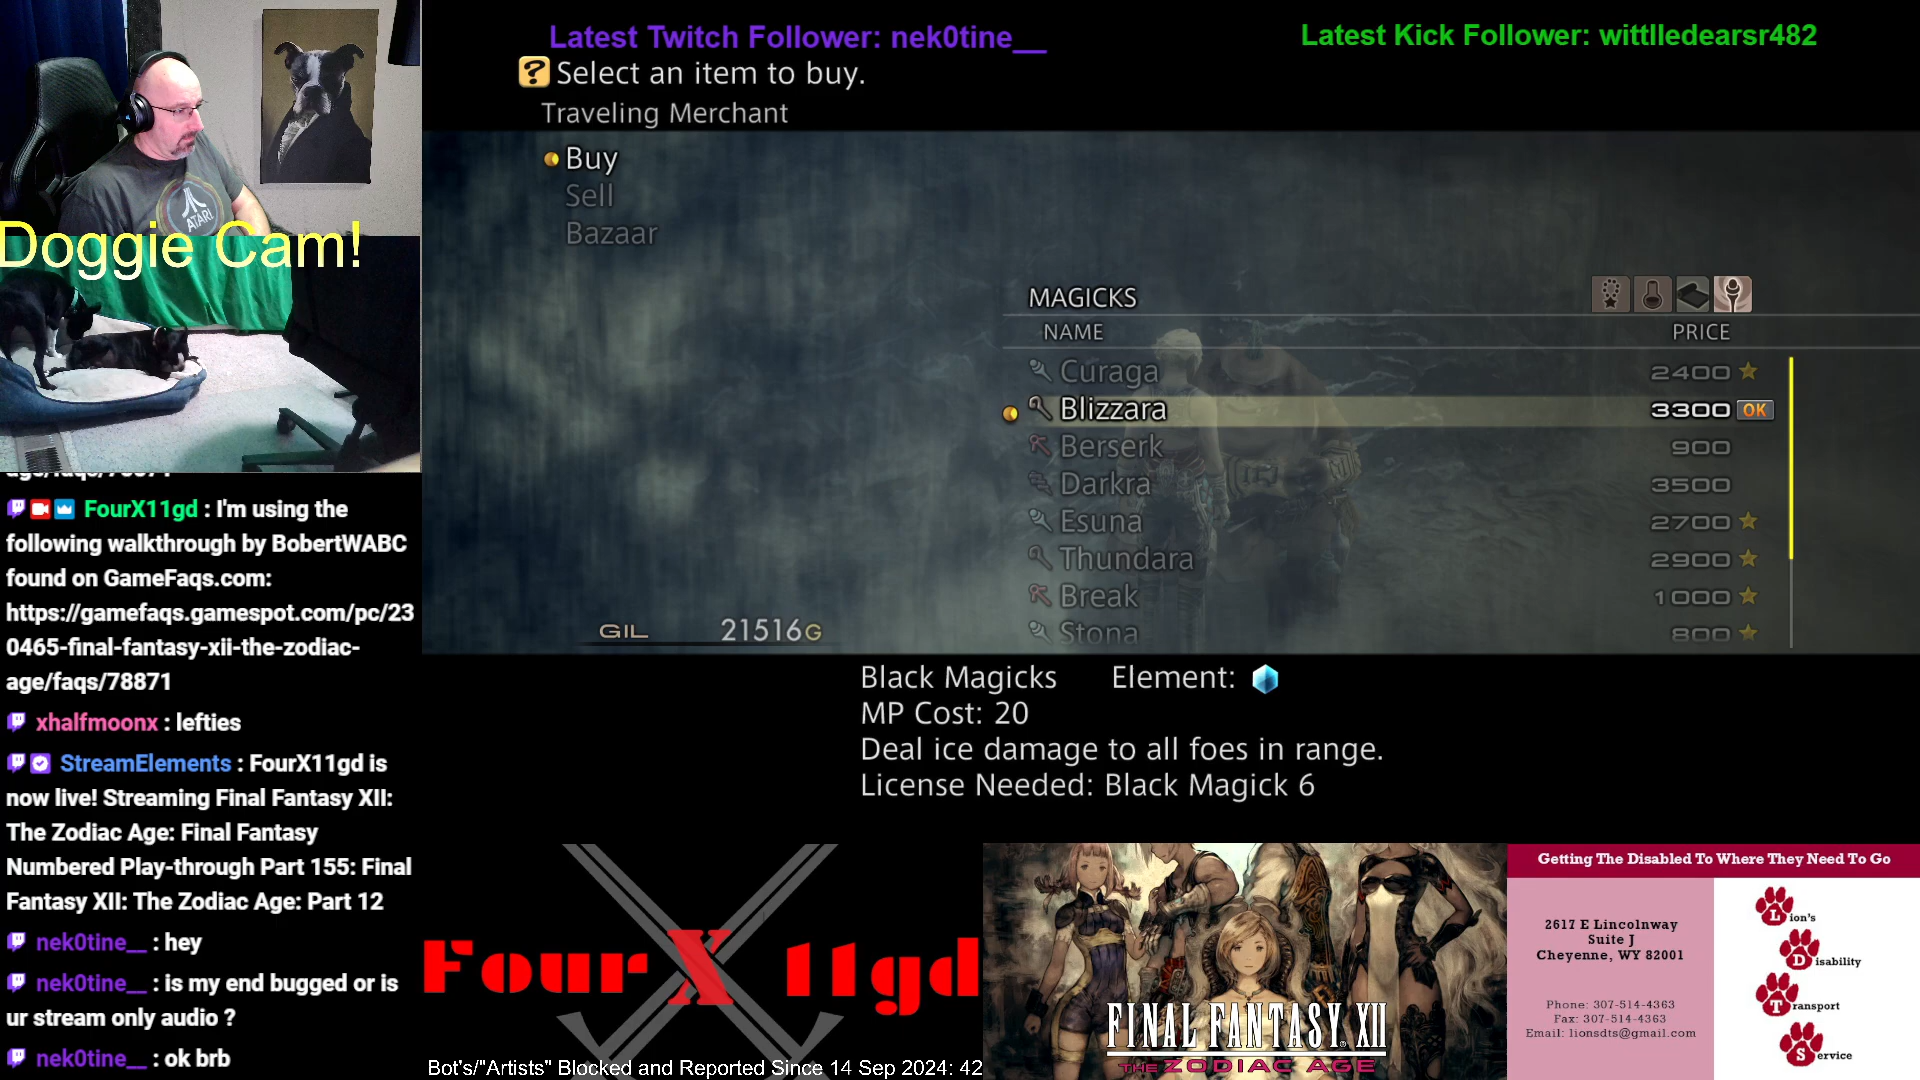 Latest Twitch Follower: nek0tine__
Latest Kick Follower: wittlledearsr482
Select an item to buy.
Traveling Merchant
Buy
Sell
Bazaar
ATARI
Doggie Cam!
MAGICKS
NAME PRICE
Curaga 2400
Blizzara 3300 OK
Berserk 900
Darkra 3500
Esuna 2700
Thundara 2900
Break 1000
Stona 800
GIL 21516G
Black Magicks Element:
MP Cost: 20
Deal ice damage to all foes in range.
License Needed: Black Magick 6
age/faqs/78871
FourX11gd : I'm using the
following walkthrough by BobertWABC
found on GameFaqs.com:
https://gamefaqs.gamespot.com/pc/23
0465-final-fantasy-xii-the-zodiac-
age/faqs/78871
xhalfmoonx : lefties
StreamElements : FourX11gd is
now live! Streaming Final Fantasy XII:
The Zodiac Age: Final Fantasy
Numbered Play-through Part 155: Final
Fantasy XII: The Zodiac Age: Part 12
nek0tine__ : hey
nek0tine__ : is my end bugged or is
ur stream only audio ?
nek0tine__ : ok brb
FourX11gd
Bot's/"Artists" Blocked and Reported Since 14 Sep 2024: 42
FINAL FANTASY XII
THE ZODIAC AGE
Getting The Disabled To Where They Need To Go
2617 E Lincolnway
Suite J
Cheyenne, WY 82001
Phone: 307-514-4363
Fax: 307-514-4363
Email: lionsdts@gmail.com
Lion's
Disability
Transport
Service